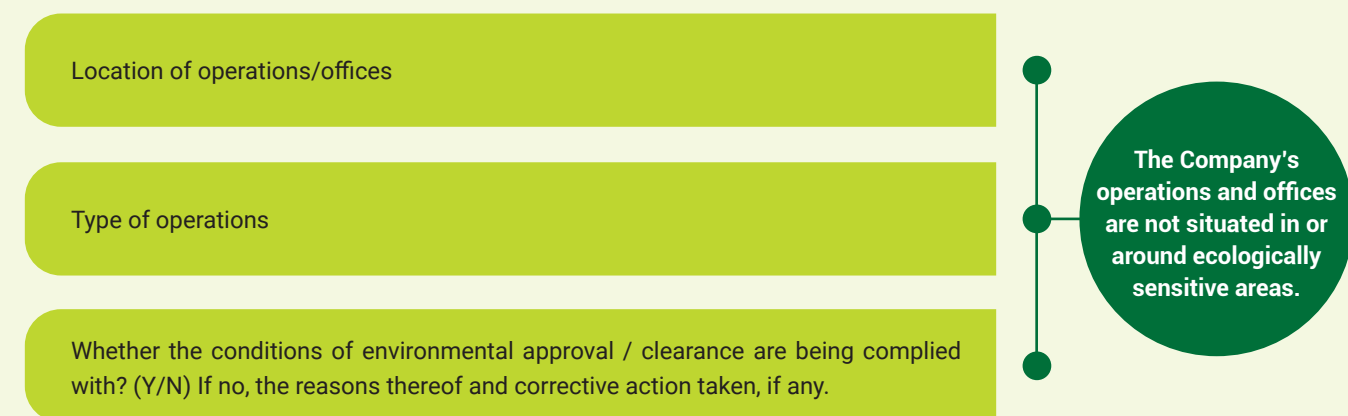 Location of operations/offices
Type of operations
Whether the conditions of environmental approval / clearance are being complied
with? (Y/N) If no, the reasons thereof and corrective action taken, if any.
The Company's
operations and offices
are not situated in or
around ecologically
sensitive areas.